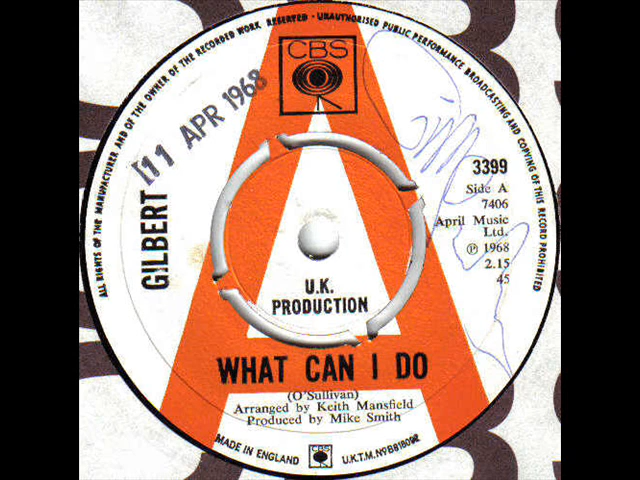 ALL RIGHTS OF THE MANUFACTURER AND OF THE OWNER OF THE RECORDED WORK RESERVED - UNAUTHORISED PUBLIC PERFORMANCE BROADCASTING AND COPYING OF THIS RECORD PROHIBITED
CBS
11 APR 1968
GILBERT
3399
Side A
7406
April Music
Ltd.
℗ 1968
2.15
45
U.K.
PRODUCTION
WHAT CAN I DO
(O'Sullivan)
Arranged by Keith Mansfield
Produced by Mike Smith
MADE IN ENGLAND
CBS
U.K.T.M. Nº